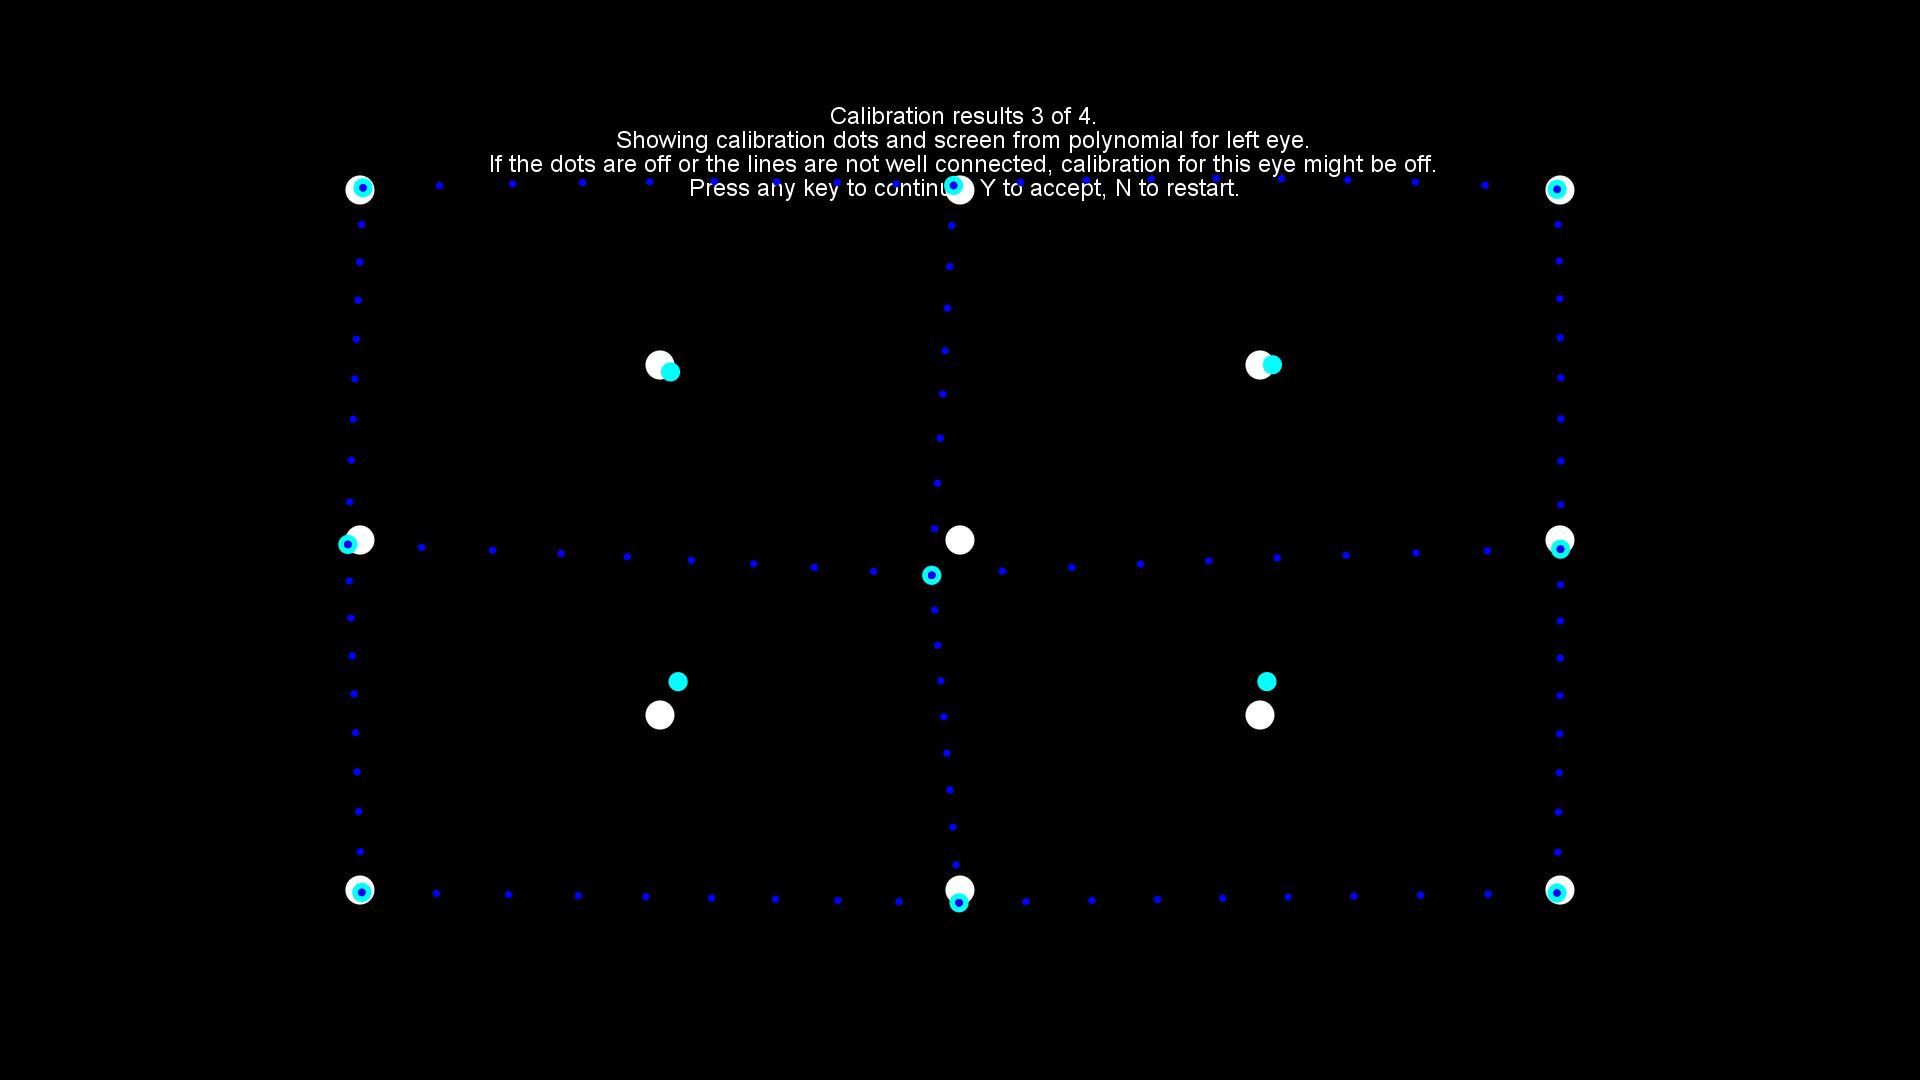 Calibration results 3 of 4.
Showing calibration dots and screen from polynomial for left eye.
If the dots are off or the lines are not well connected, calibration for this eye might be off.
Press any key to continue, Y to accept, N to restart.